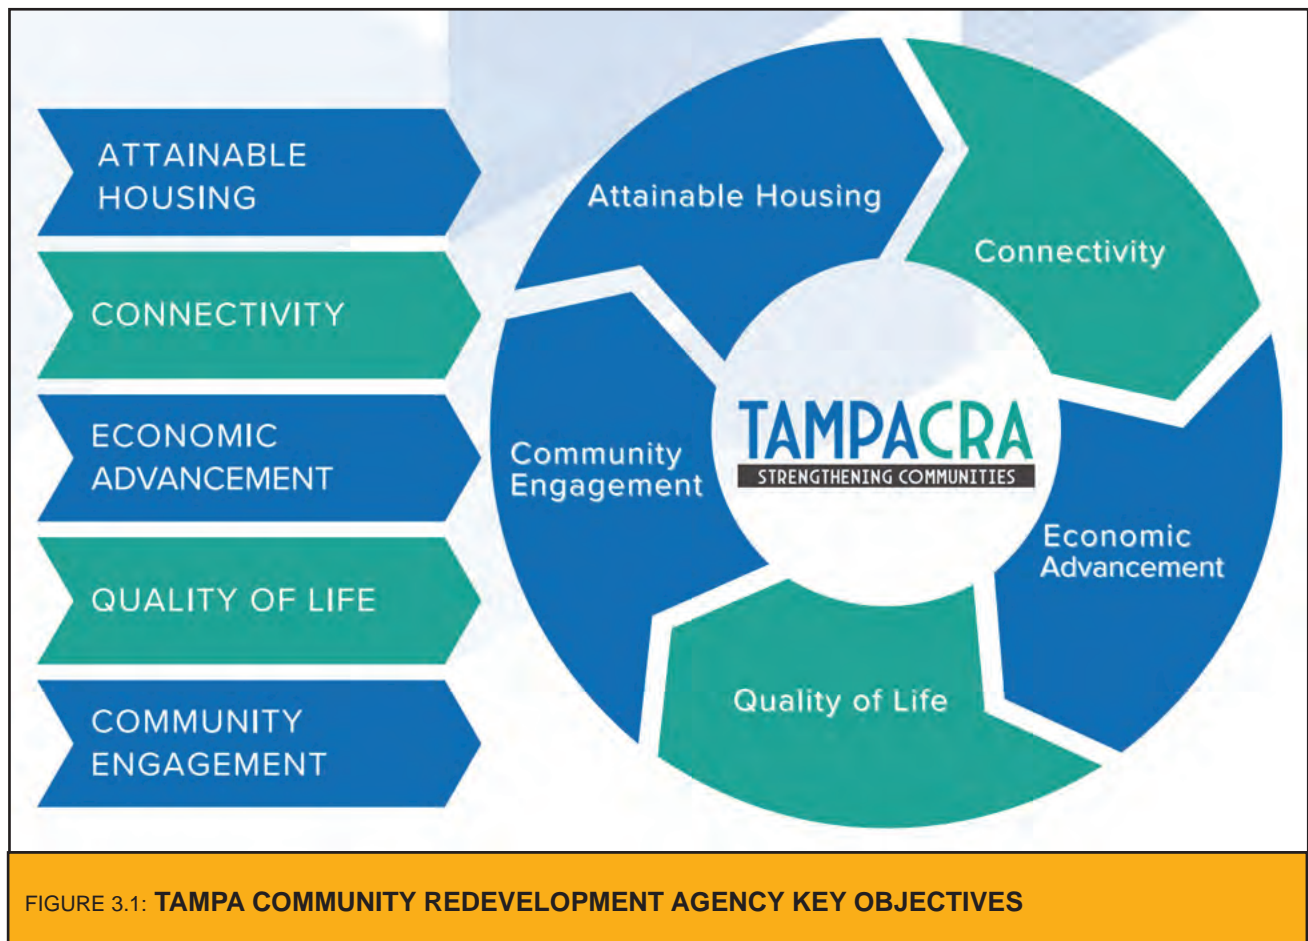 ATTAINABLE
HOUSING
CONNECTIVITY
ECONOMIC
ADVANCEMENT
QUALITY OF LIFE
COMMUNITY
ENGAGEMENT
Attainable Housing
Connectivity
Economic
Advancement
Quality of Life
Community
Engagement
TAMPACRA
STRENGTHENING COMMUNITIES
FIGURE 3.1: TAMPA COMMUNITY REDEVELOPMENT AGENCY KEY OBJECTIVES